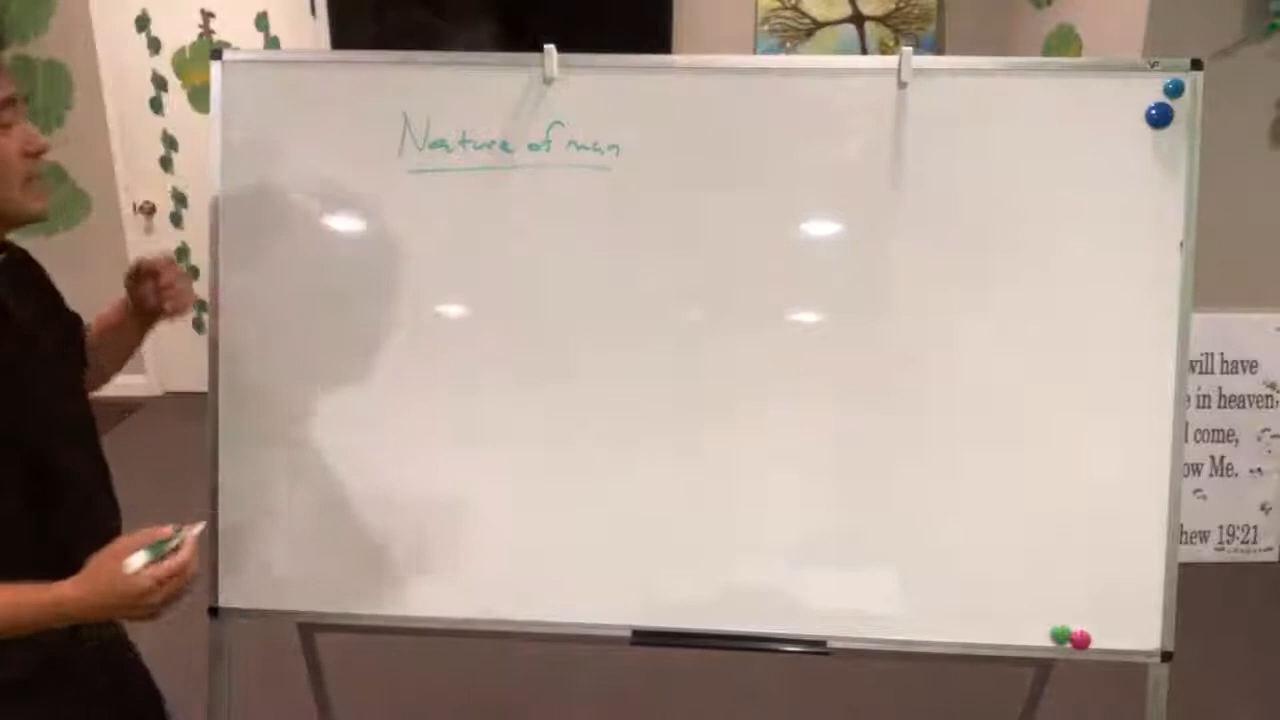 Nature of man
will have
in heaven,
come,
ow Me.
hew 19:21